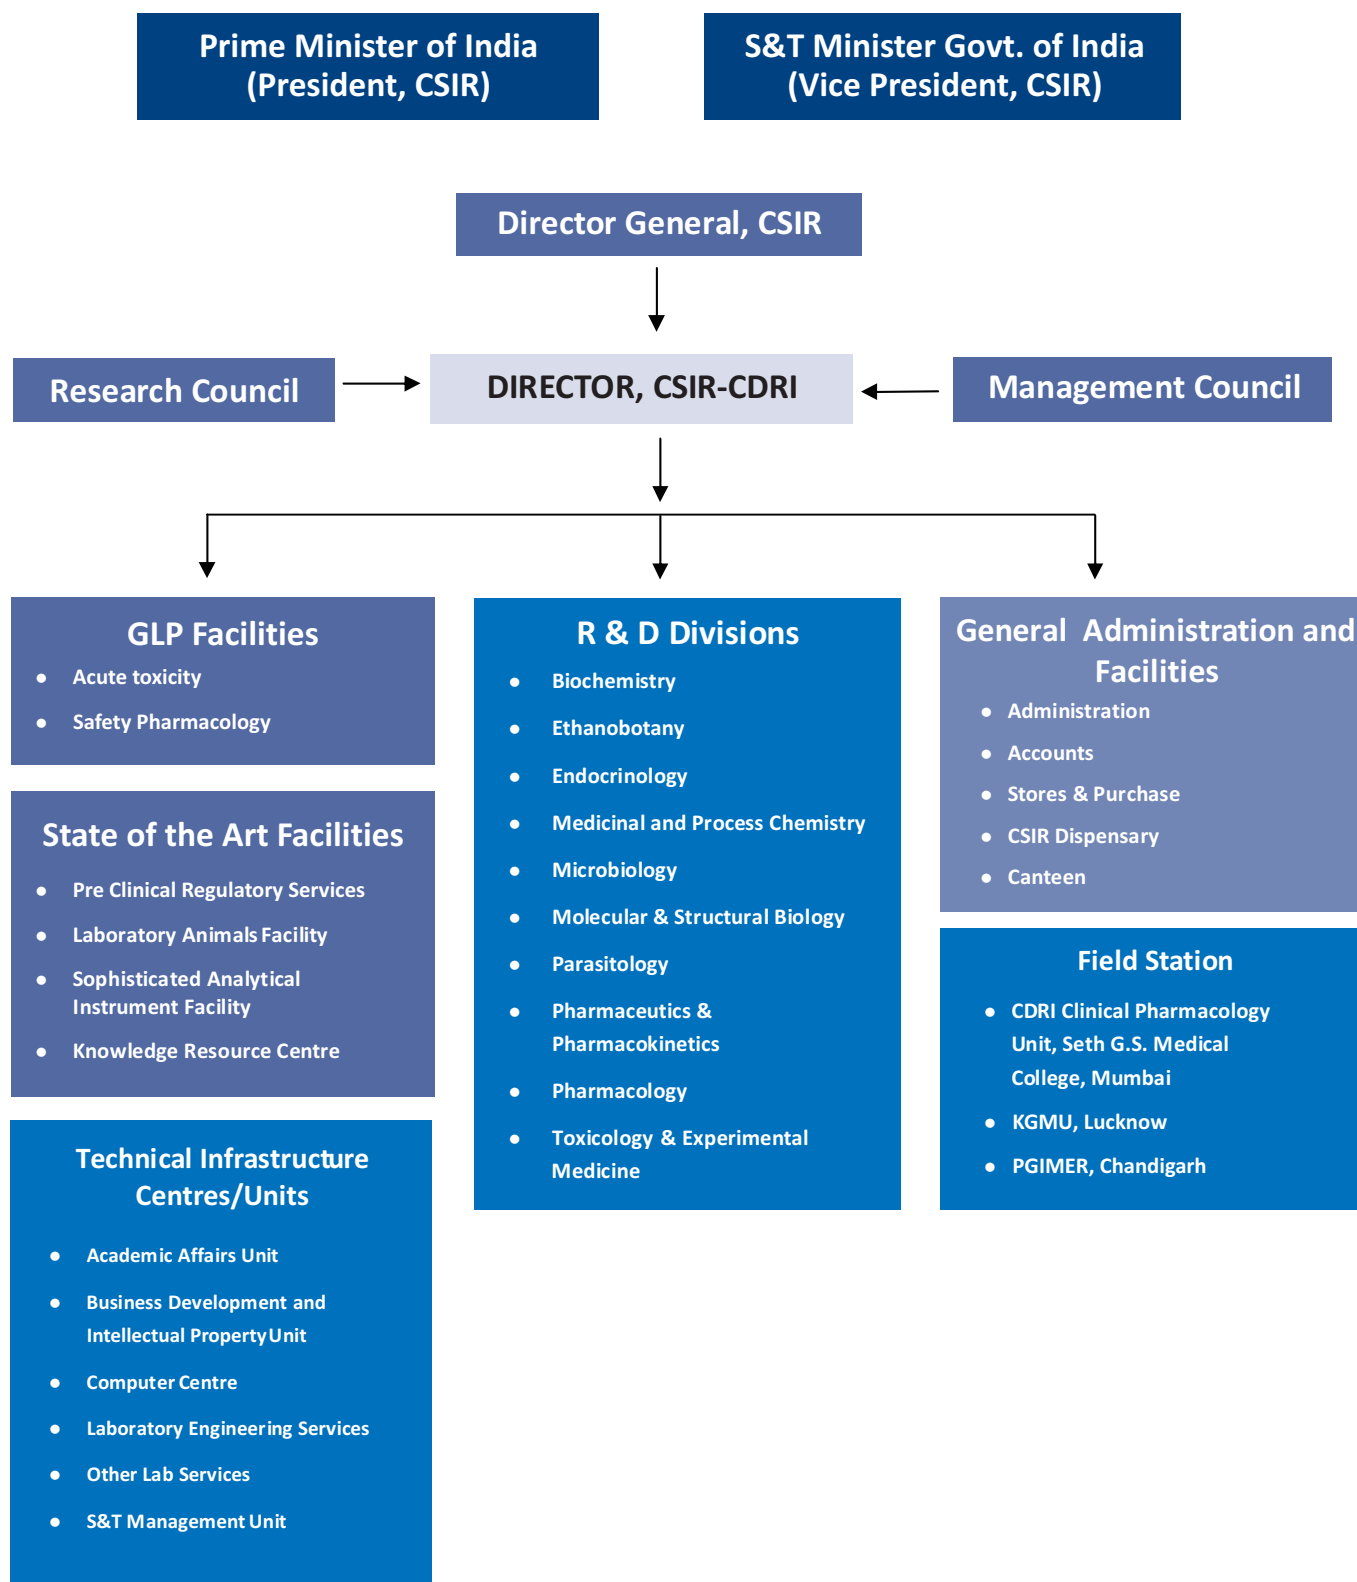 Prime Minister of India
(President, CSIR)
S&T Minister Govt. of India
(Vice President, CSIR)
Director General, CSIR
Research Council
DIRECTOR, CSIR-CDRI
Management Council
GLP Facilities
● Acute toxicity
● Safety Pharmacology
State of the Art Facilities
● Pre Clinical Regulatory Services
● Laboratory Animals Facility
● Sophisticated Analytical
Instrument Facility
● Knowledge Resource Centre
Technical Infrastructure
Centres/Units
● Academic Affairs Unit
● Business Development and
Intellectual Property Unit
● Computer Centre
● Laboratory Engineering Services
● Other Lab Services
● S&T Management Unit
R & D Divisions
● Biochemistry
● Ethanobotany
● Endocrinology
● Medicinal and Process Chemistry
● Microbiology
● Molecular & Structural Biology
● Parasitology
● Pharmaceutics &
Pharmacokinetics
● Pharmacology
● Toxicology & Experimental
Medicine
General Administration and
Facilities
● Administration
● Accounts
● Stores & Purchase
● CSIR Dispensary
● Canteen
Field Station
● CDRI Clinical Pharmacology
Unit, Seth G.S. Medical
College, Mumbai
● KGMU, Lucknow
● PGIMER, Chandigarh